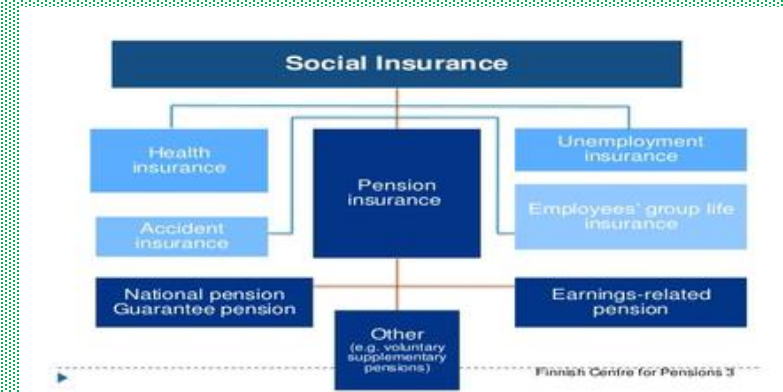 Social Insurance
Health
insurance
Pension
insurance
Unemployment
insurance
Accident
insurance
Employees' group life
insurance
National pension
Guarantee pension
Earnings-related
pension
Other
(e.g. voluntary
supplementary
pensions)
Finnish Centre for Pensions 3